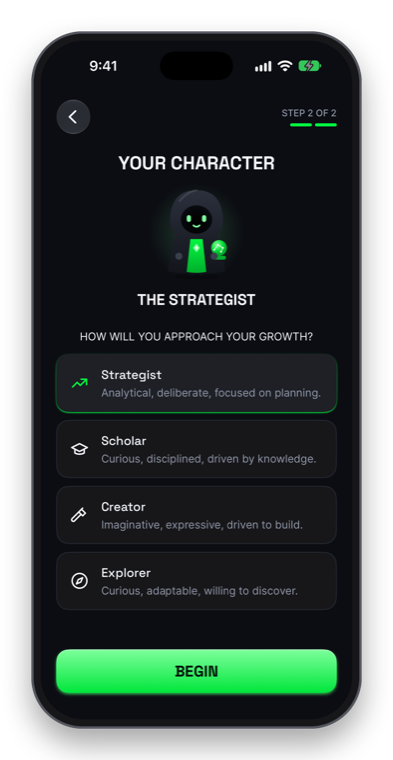 9:41
STEP 2 OF 2
YOUR CHARACTER
THE STRATEGIST
HOW WILL YOU APPROACH YOUR GROWTH?
Strategist
Analytical, deliberate, focused on planning.
Scholar
Curious, disciplined, driven by knowledge.
Creator
Imaginative, expressive, driven to build.
Explorer
Curious, adaptable, willing to discover.
BEGIN